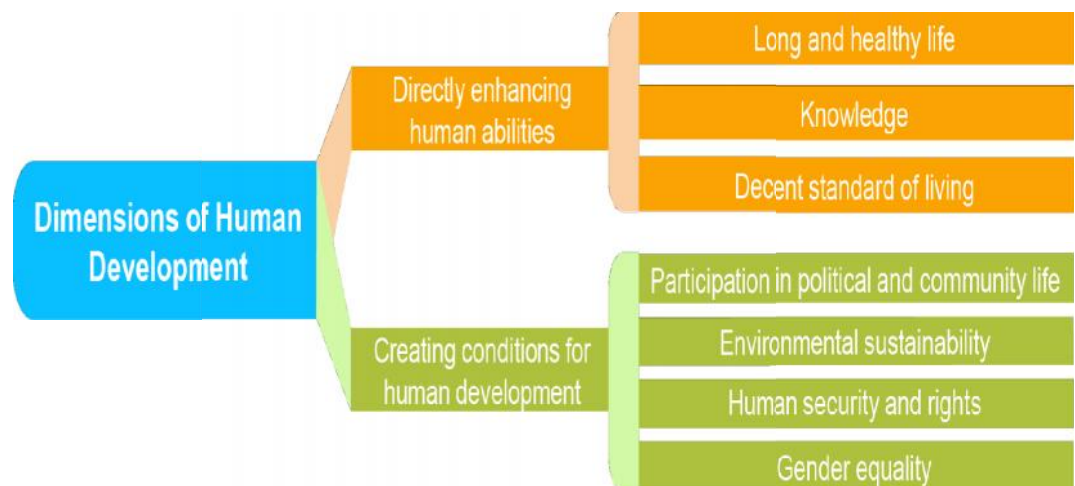 Dimensions of Human
Development
Directly enhancing
human abilities
Long and healthy life
Knowledge
Decent standard of living
Creating conditions for
human development
Participation in political and community life
Environmental sustainability
Human security and rights
Gender equality